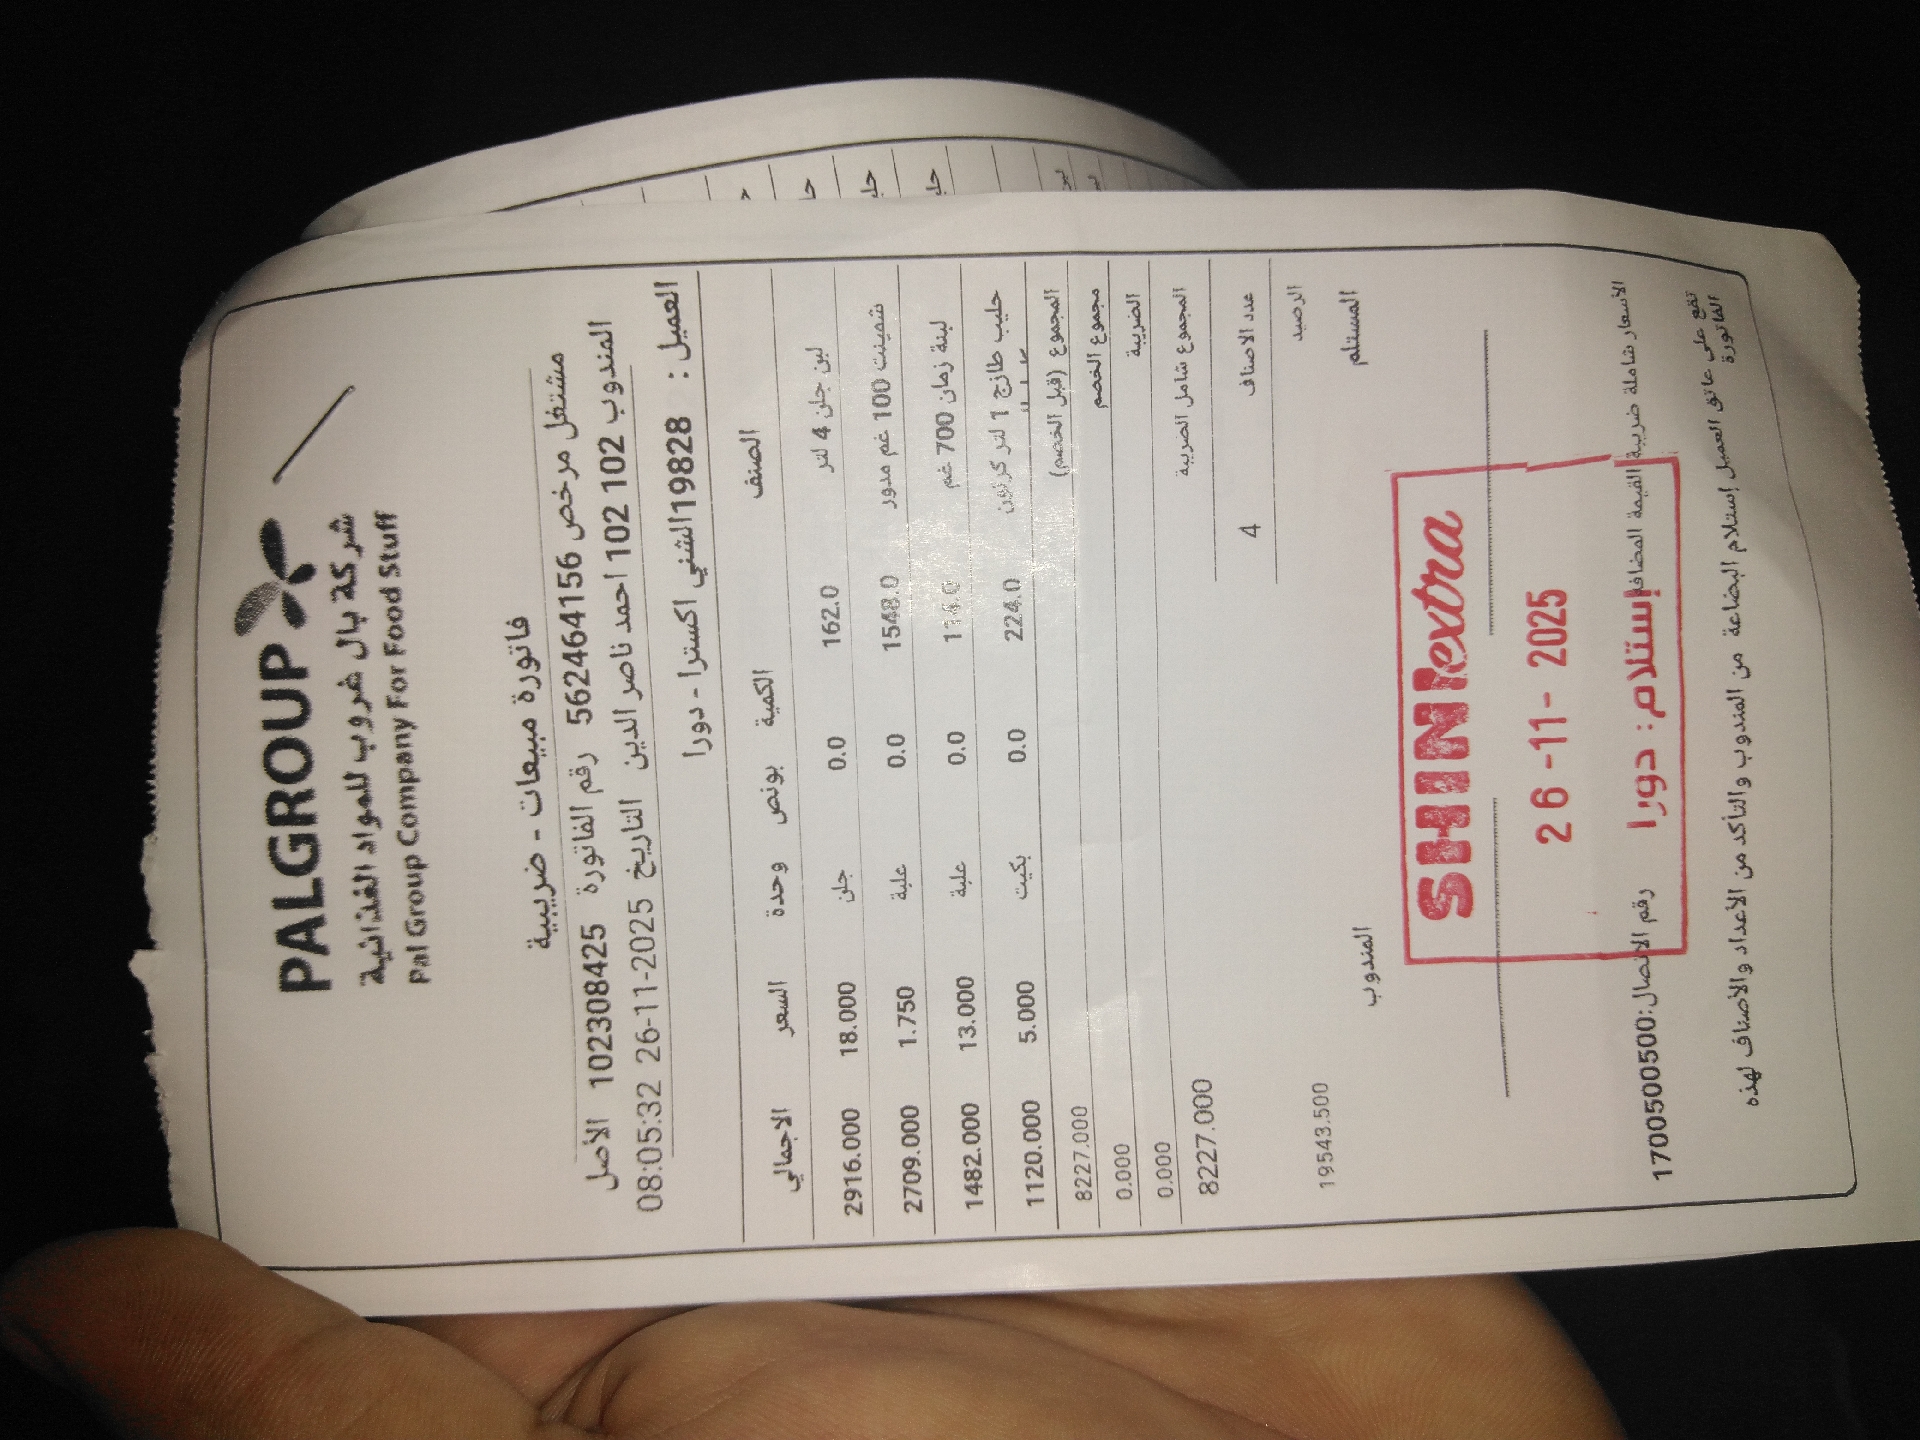 PALGROUP
شركة بال غروب للمواد الغذائية
Pal Group Company For Food Stuff
فاتورة مبيعات - ضريبية
مشتغل مرخص 562464156 رقم الفاتورة 102308425 الأصل
المندوب 102 102 احمد ناصر الدين التاريخ 26-11-2025 08:05:32
العميل : 19828الشني اكسترا - دورا
الصنف الكمية بونص وحدة السعر الاجمالي
لبن جلن 4 لتر 162.0 0.0 جلن 18.000 2916.000
شمينت 100 غم مدور 1548.0 0.0 علبة 1.750 2709.000
لبنة زمان 700 غم 114.0 0.0 علبة 13.000 1482.000
حليب طازج 1 لتر كرتون 224.0 0.0 بكيت 5.000 1120.000
المجموع (قبل الخصم) 8227.000
مجموع الخصم 0.000
الضريبة 0.000
المجموع شامل الضريبة 8227.000
عدد الاصناف 4
الرصيد 19543.500
المستلم المندوب
SHINI extra
26-11-2025
إستلام: دورا
الأسعار شاملة ضريبة القيمة المضافة رقم الاتصال:1700500500
تقع على عاتق العميل إستلام البضاعة من المندوب والتأكد من الأعداد والأصناف لهذه
الفاتورة